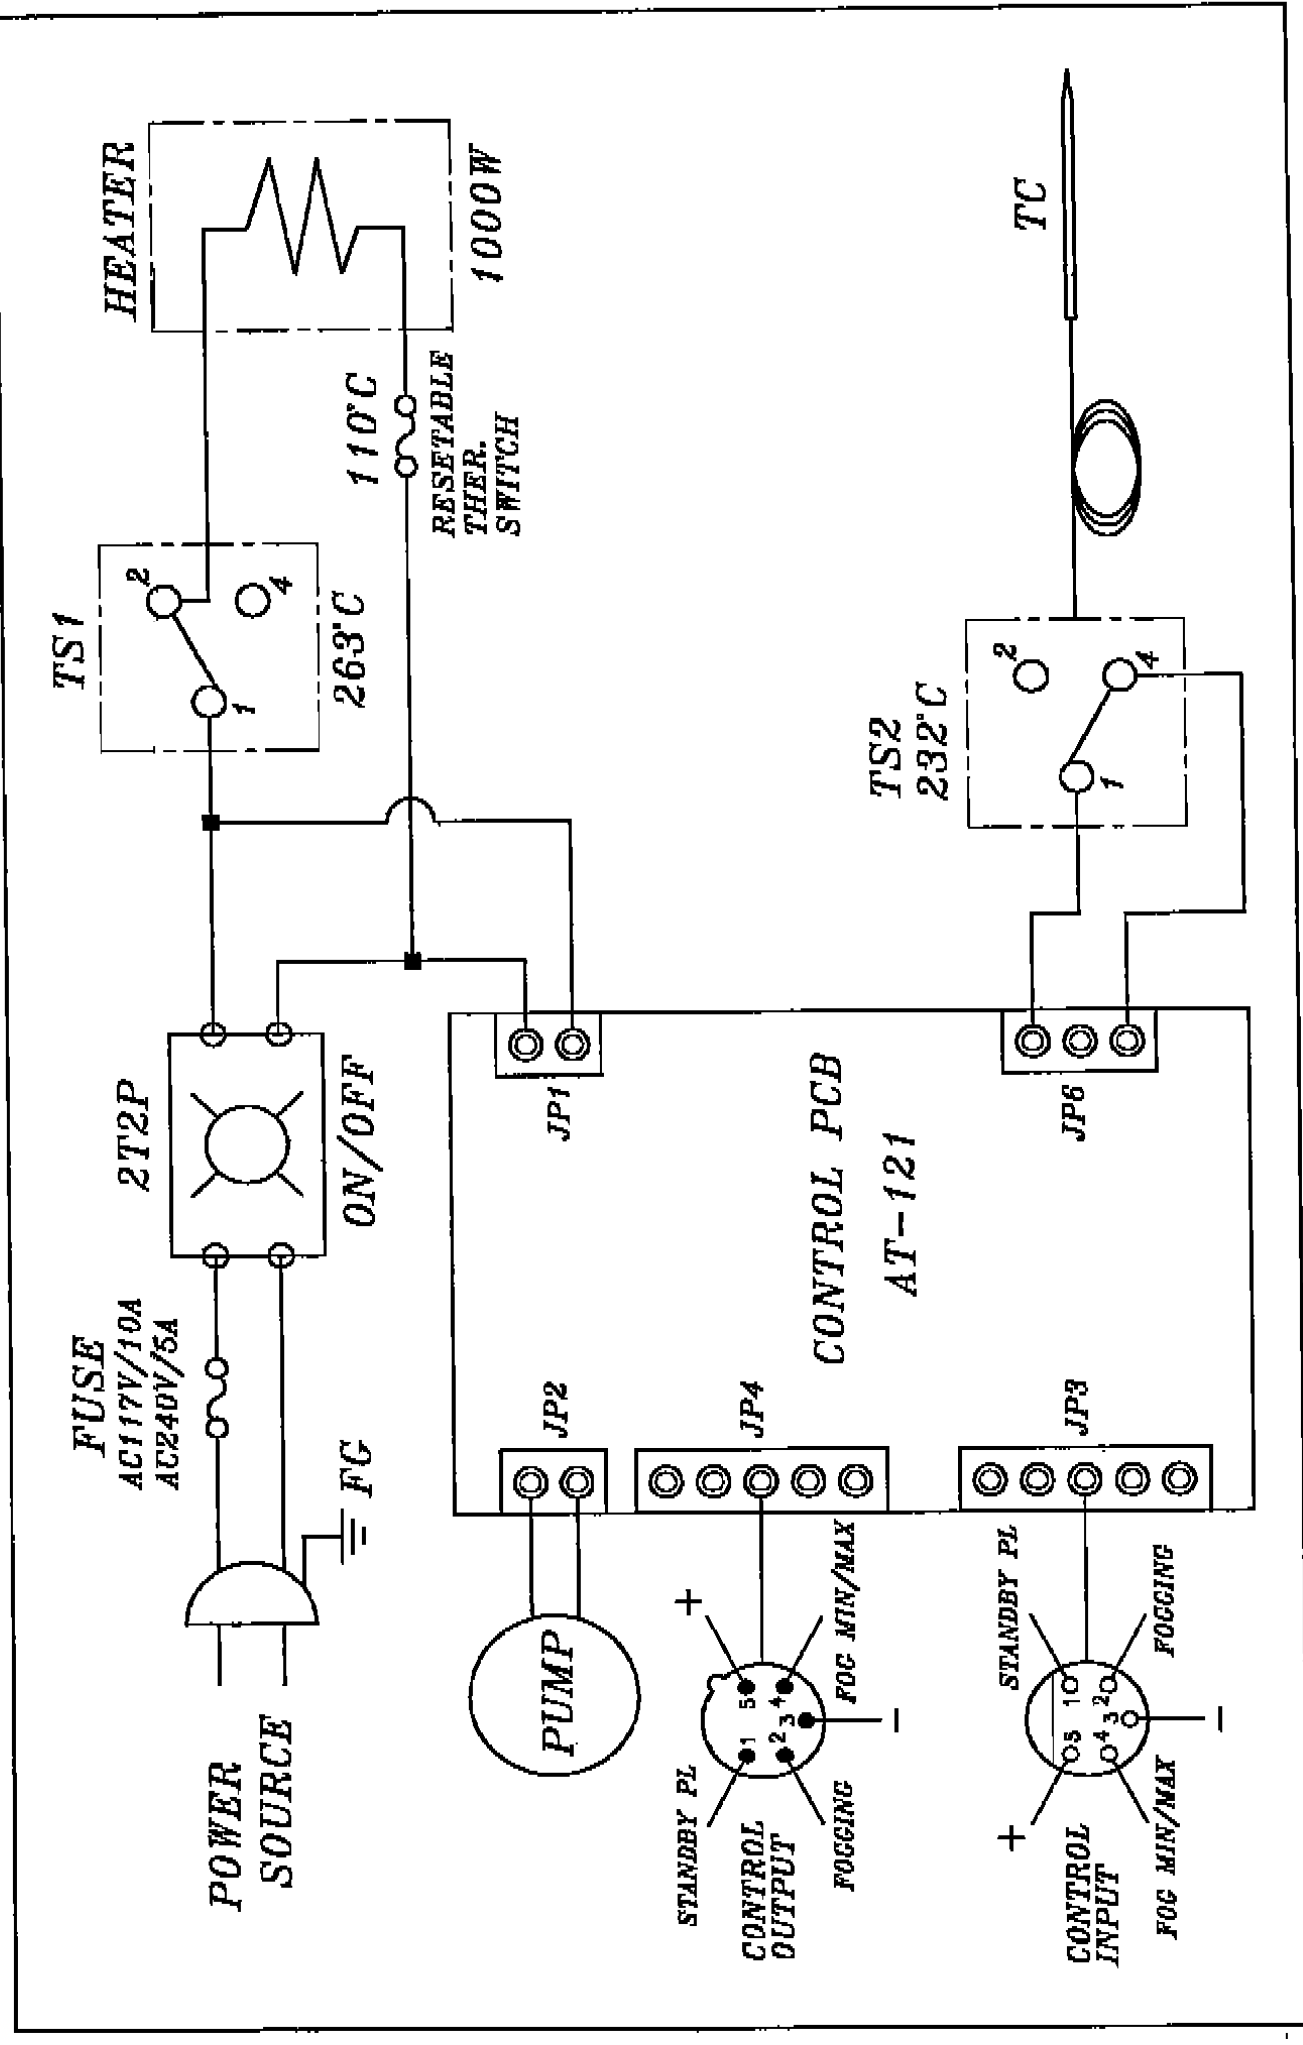 POWER
SOURCE
FUSE
AC117V/10A
AC240V/5A
FG
2T2P
ON/OFF
TS1
1
2
4
263°C
HEATER
1000W
110°C
RESETABLE
THER.
SWITCH
PUMP
JP2
JP1
CONTROL PCB
AT-121
JP4
JP3
JP6
STANDBY PL
+
1
5
2
4
3
CONTROL
OUTPUT
FOGGING
FOG MIN/MAX
−
TS2
232°C
1
2
4
TC
+
STANDBY PL
5
1
4
2
3
CONTROL
INPUT
FOG MIN/MAX
FOGGING
−